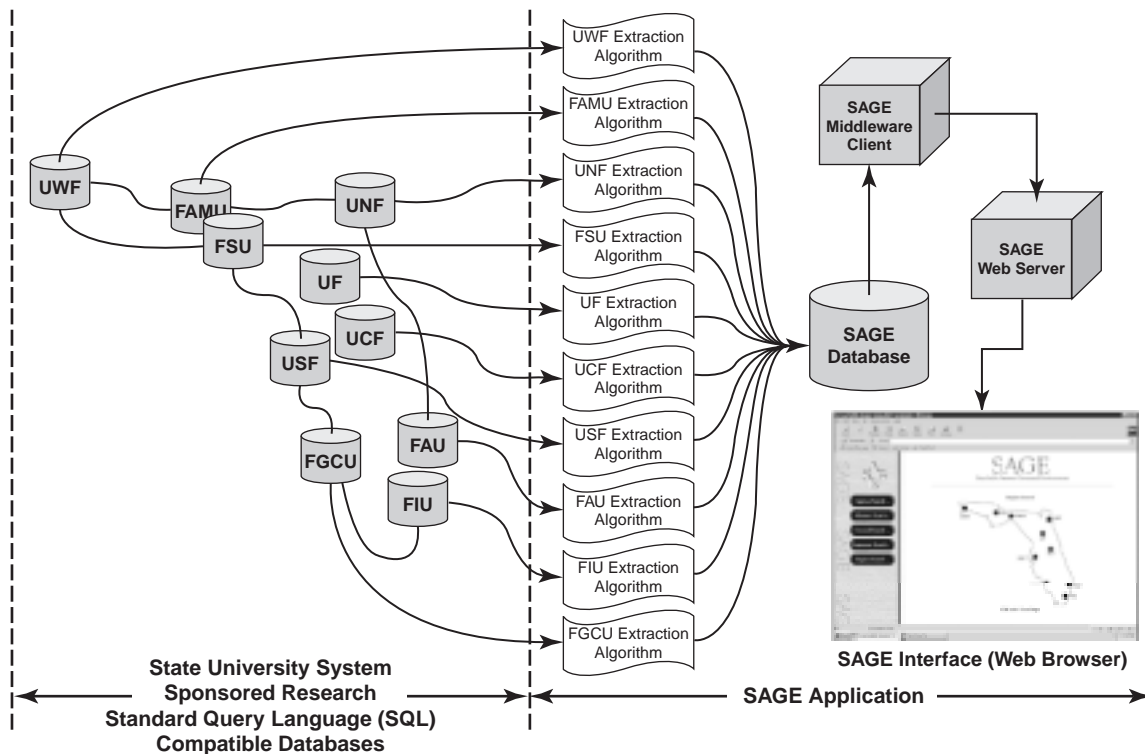 UWF Extraction
Algorithm
FAMU Extraction
Algorithm
UNF Extraction
Algorithm
FSU Extraction
Algorithm
UF Extraction
Algorithm
UCF Extraction
Algorithm
USF Extraction
Algorithm
FAU Extraction
Algorithm
FIU Extraction
Algorithm
FGCU Extraction
Algorithm
UWF
FAMU
UNF
FSU
UF
UCF
USF
FAU
FGCU
FIU
SAGE
Middleware
Client
SAGE
Web Server
SAGE
Database
SAGE
SAGE Interface (Web Browser)
State University System
Sponsored Research
Standard Query Language (SQL)
Compatible Databases
SAGE Application